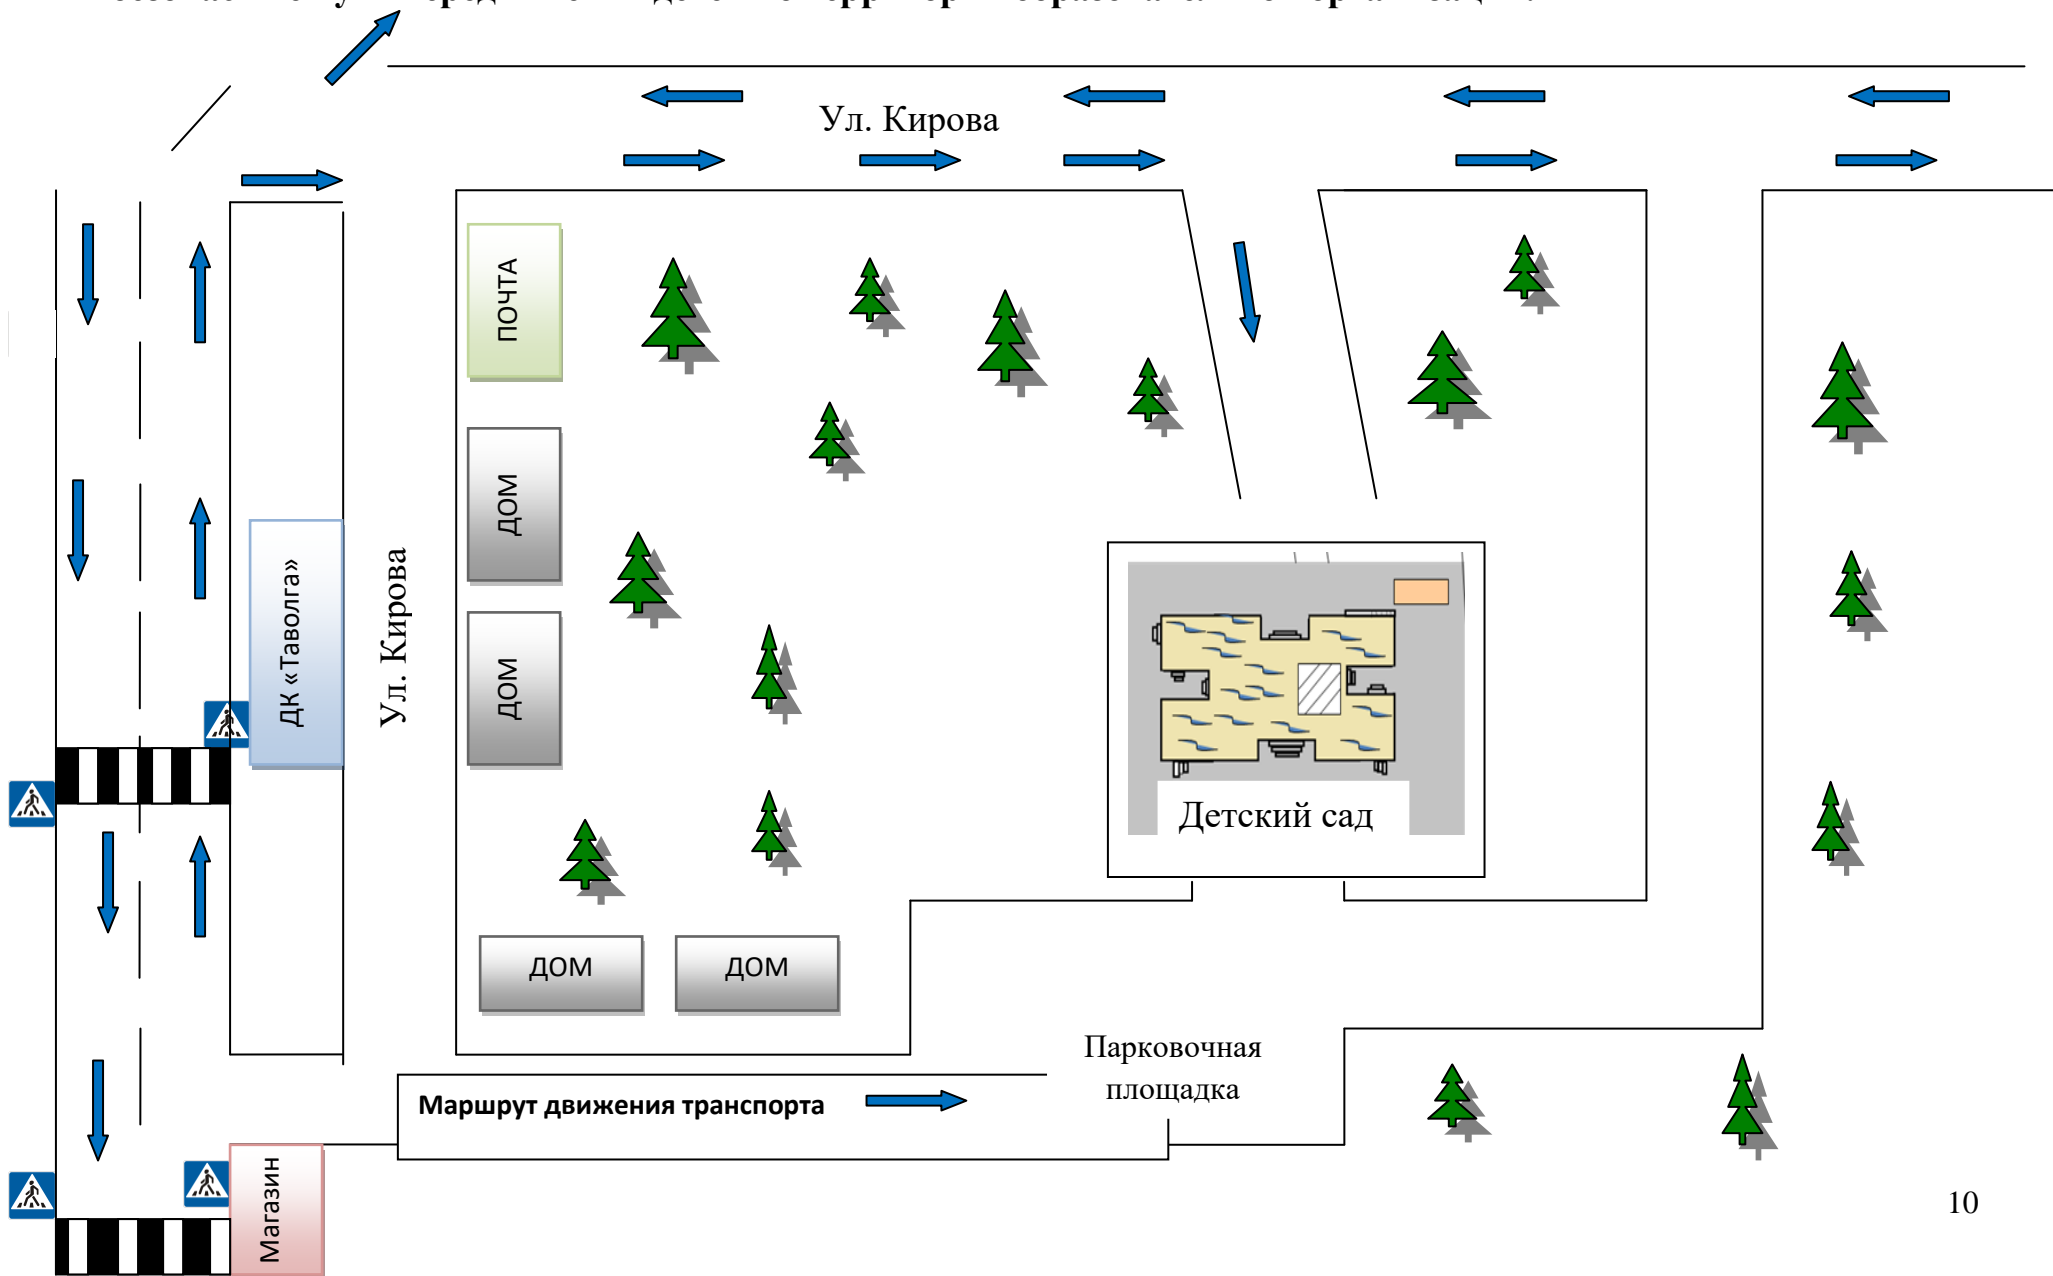 Ул. Кирова
ПОЧТА
ДОМ
ДК «Таволга»
Ул. Кирова
ДОМ
Детский сад
ДОМ
ДОМ
Парковочная
площадка
Маршрут движения транспорта
Магазин
10